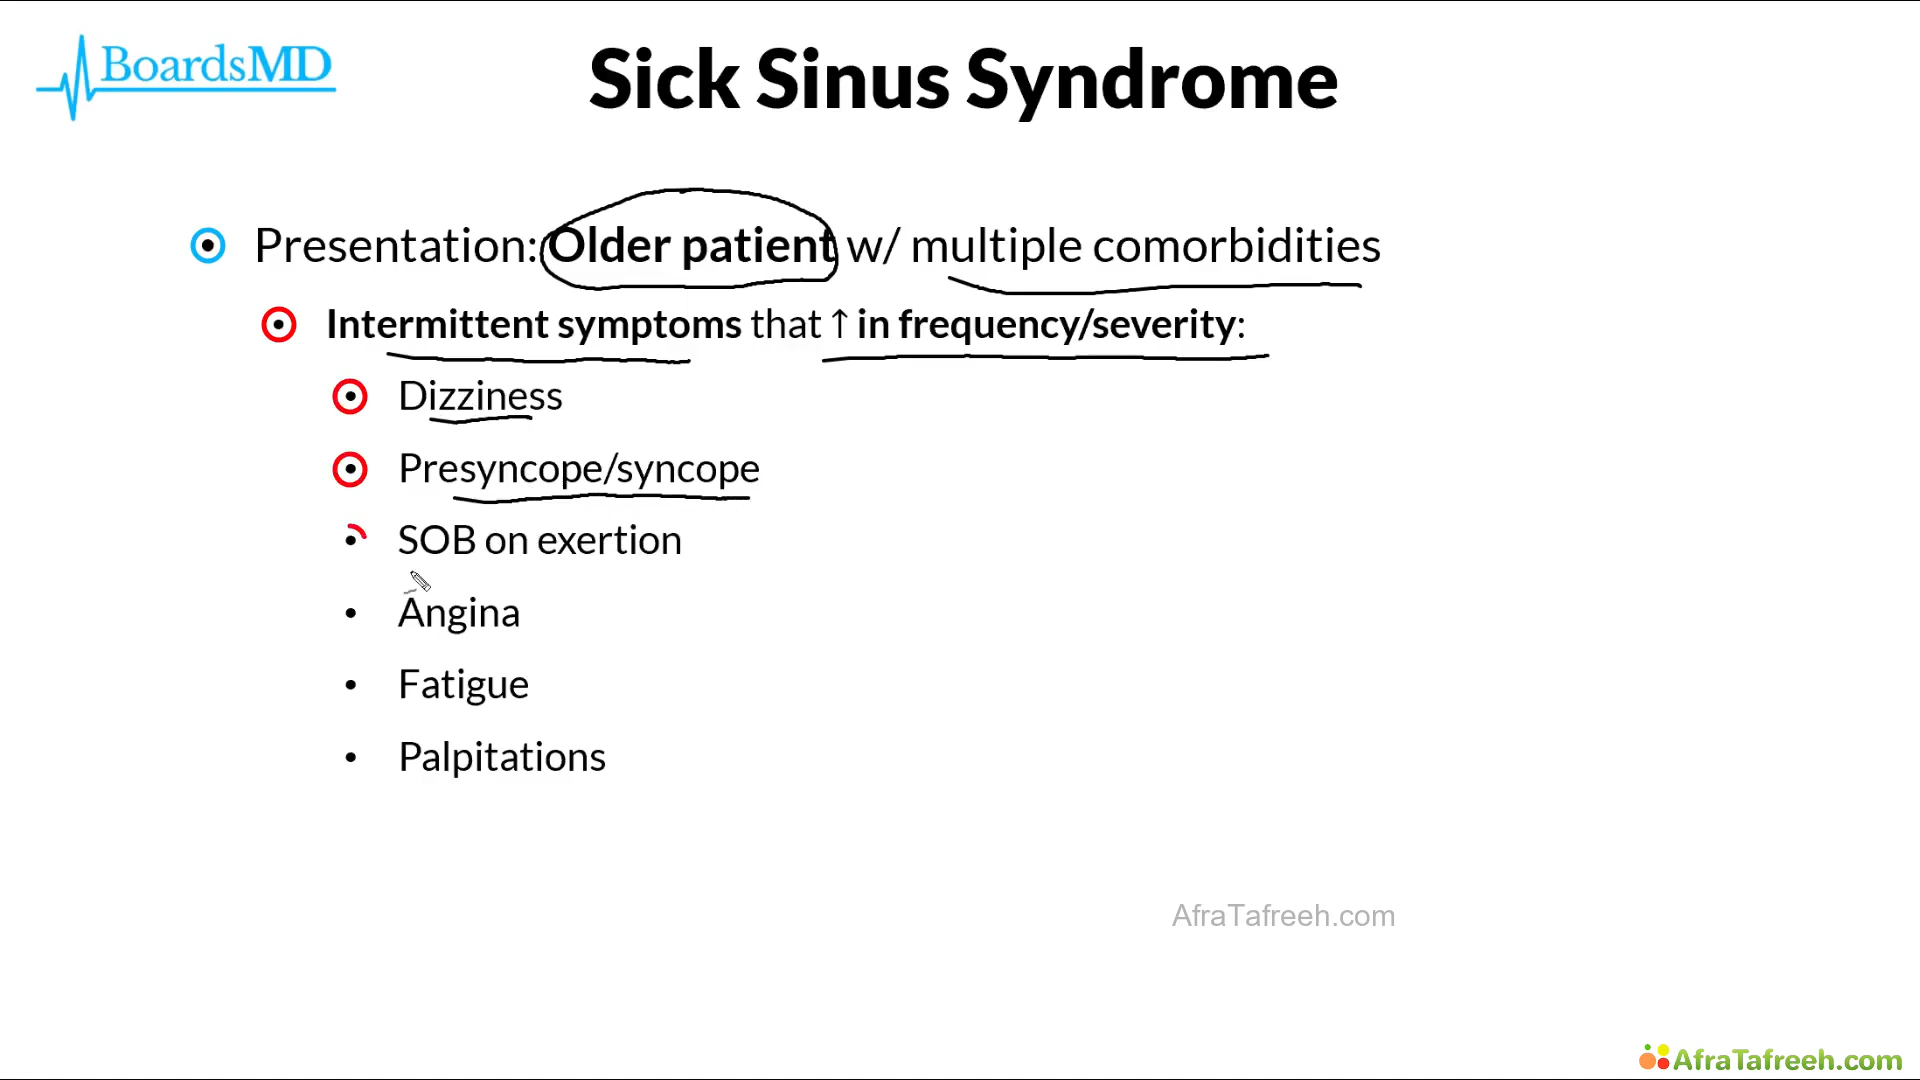 BoardsMD
Sick Sinus Syndrome
Presentation: Older patient w/ multiple comorbidities
Intermittent symptoms that ↑ in frequency/severity:
Dizziness
Presyncope/syncope
SOB on exertion
Angina
Fatigue
Palpitations
AfraTafreeh.com
AfraTafreeh.com